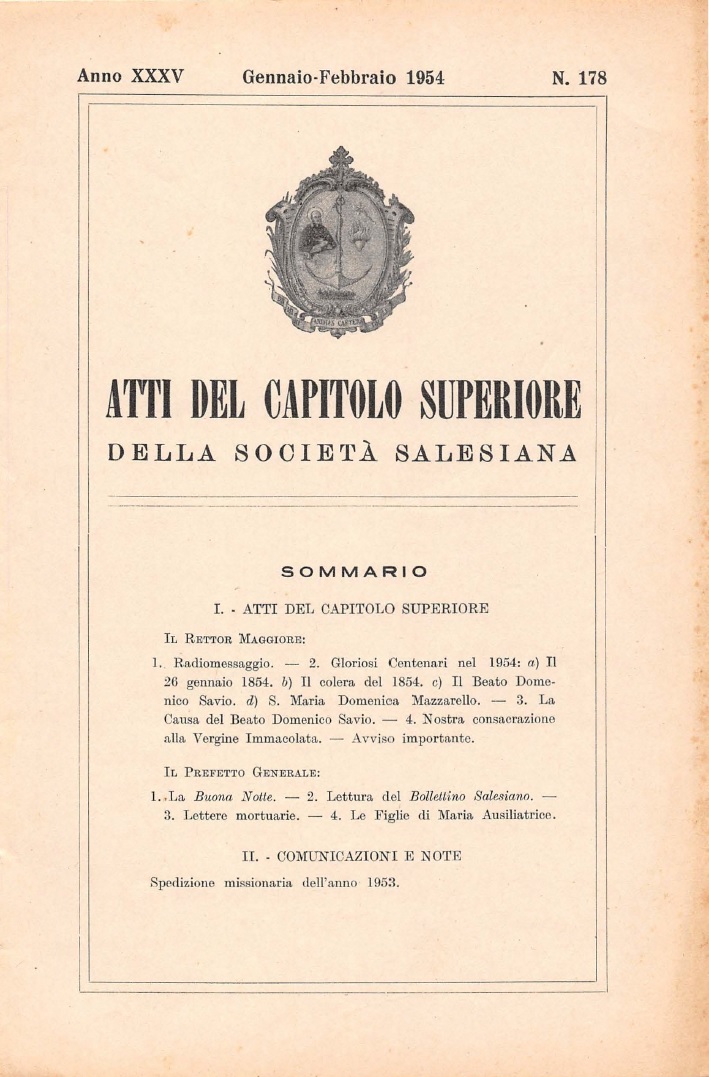 Anno XXXV Gennaio-Febbraio 1954 N. 178
ATTI DEL CAPITOLO SUPERIORE
DELLA SOCIETÀ SALESIANA
SOMMARIO
I. - ATTI DEL CAPITOLO SUPERIORE
IL RETTOR MAGGIORE:
1. Radiomessaggio. — 2. Gloriosi Centenari nel 1954: a) Il
26 gennaio 1854. b) Il colera del 1854. c) Il Beato Dome-
nico Savio. d) S. Maria Domenica Mazzarello. — 3. La
Causa del Beato Domenico Savio. — 4. Nostra consacrazione
alla Vergine Immacolata. — Avviso importante.
IL PREFETTO GENERALE:
1. La Buona Notte. — 2. Lettura del Bollettino Salesiano. —
3. Lettere mortuarie. — 4. Le Figlie di Maria Ausiliatrice.
II. - COMUNICAZIONI E NOTE
Spedizione missionaria dell'anno 1953.